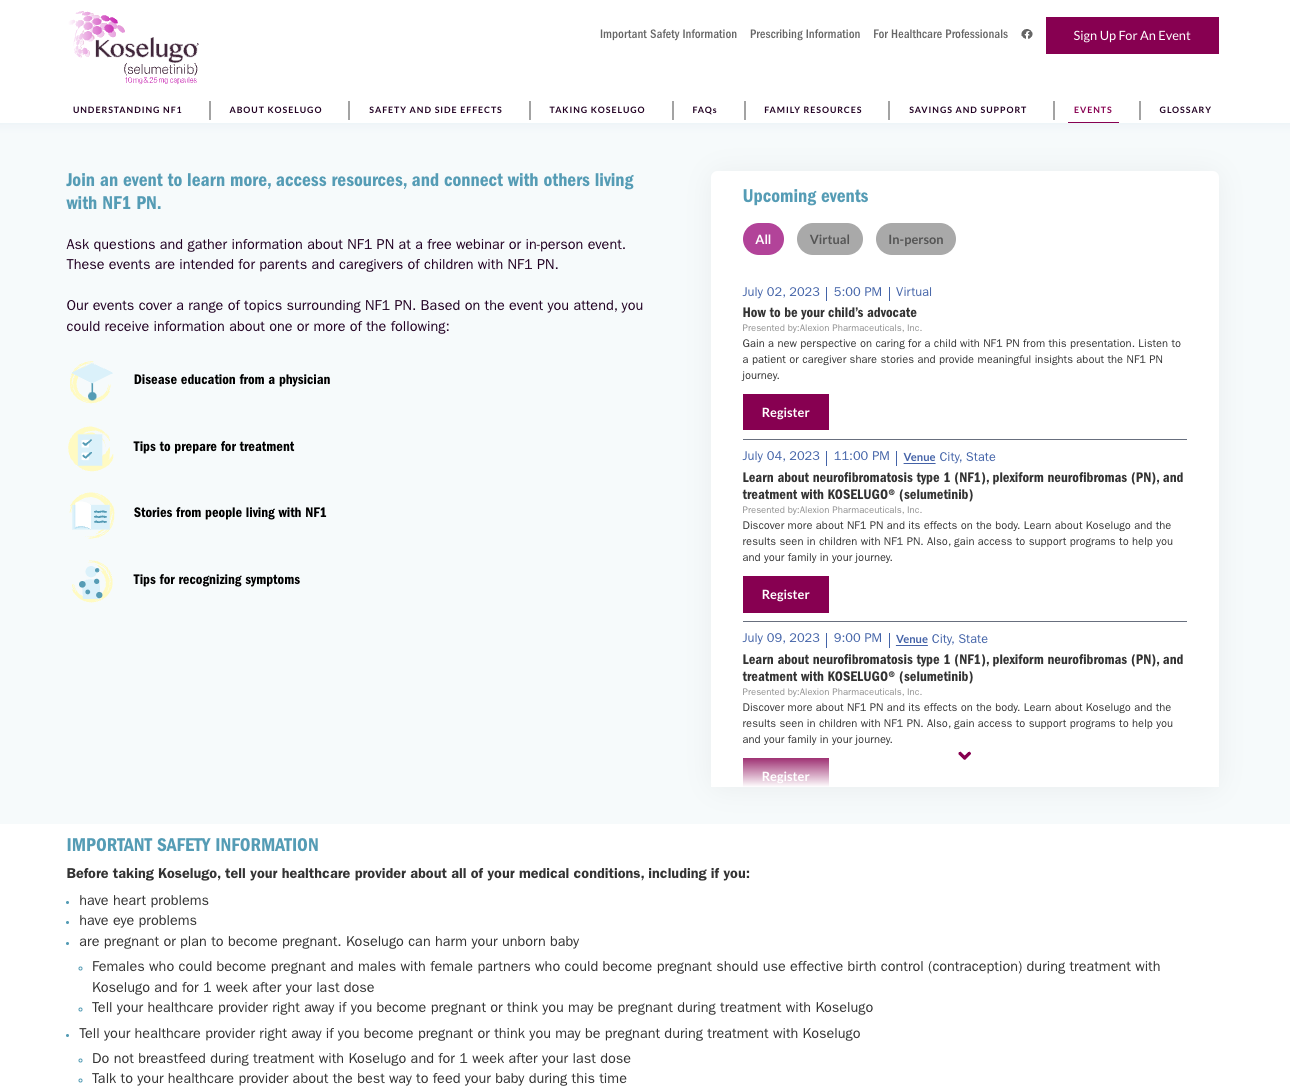 Koselugo®
(selumetinib)
10 mg & 25 mg capsules
Important Safety Information
Prescribing Information
For Healthcare Professionals
Sign Up For An Event
UNDERSTANDING NF1
ABOUT KOSELUGO
SAFETY AND SIDE EFFECTS
TAKING KOSELUGO
FAQs
FAMILY RESOURCES
SAVINGS AND SUPPORT
EVENTS
GLOSSARY
Join an event to learn more, access resources, and connect with others living
with NF1 PN.
Ask questions and gather information about NF1 PN at a free webinar or in-person event.
These events are intended for parents and caregivers of children with NF1 PN.
Our events cover a range of topics surrounding NF1 PN. Based on the event you attend, you
could receive information about one or more of the following:
Disease education from a physician
Tips to prepare for treatment
Stories from people living with NF1
Tips for recognizing symptoms
Upcoming events
All
Virtual
In-person
July 02, 2023 | 5:00 PM | Virtual
How to be your child’s advocate
Presented by:Alexion Pharmaceuticals, Inc.
Gain a new perspective on caring for a child with NF1 PN from this presentation. Listen to
a patient or caregiver share stories and provide meaningful insights about the NF1 PN
journey.
Register
July 04, 2023 | 11:00 PM | Venue City, State
Learn about neurofibromatosis type 1 (NF1), plexiform neurofibromas (PN), and
treatment with KOSELUGO® (selumetinib)
Presented by:Alexion Pharmaceuticals, Inc.
Discover more about NF1 PN and its effects on the body. Learn about Koselugo and the
results seen in children with NF1 PN. Also, gain access to support programs to help you
and your family in your journey.
Register
July 09, 2023 | 9:00 PM | Venue City, State
Learn about neurofibromatosis type 1 (NF1), plexiform neurofibromas (PN), and
treatment with KOSELUGO® (selumetinib)
Presented by:Alexion Pharmaceuticals, Inc.
Discover more about NF1 PN and its effects on the body. Learn about Koselugo and the
results seen in children with NF1 PN. Also, gain access to support programs to help you
and your family in your journey.
Register
IMPORTANT SAFETY INFORMATION
Before taking Koselugo, tell your healthcare provider about all of your medical conditions, including if you:
have heart problems
have eye problems
are pregnant or plan to become pregnant. Koselugo can harm your unborn baby
Females who could become pregnant and males with female partners who could become pregnant should use effective birth control (contraception) during treatment with
Koselugo and for 1 week after your last dose
Tell your healthcare provider right away if you become pregnant or think you may be pregnant during treatment with Koselugo
Tell your healthcare provider right away if you become pregnant or think you may be pregnant during treatment with Koselugo
Do not breastfeed during treatment with Koselugo and for 1 week after your last dose
Talk to your healthcare provider about the best way to feed your baby during this time